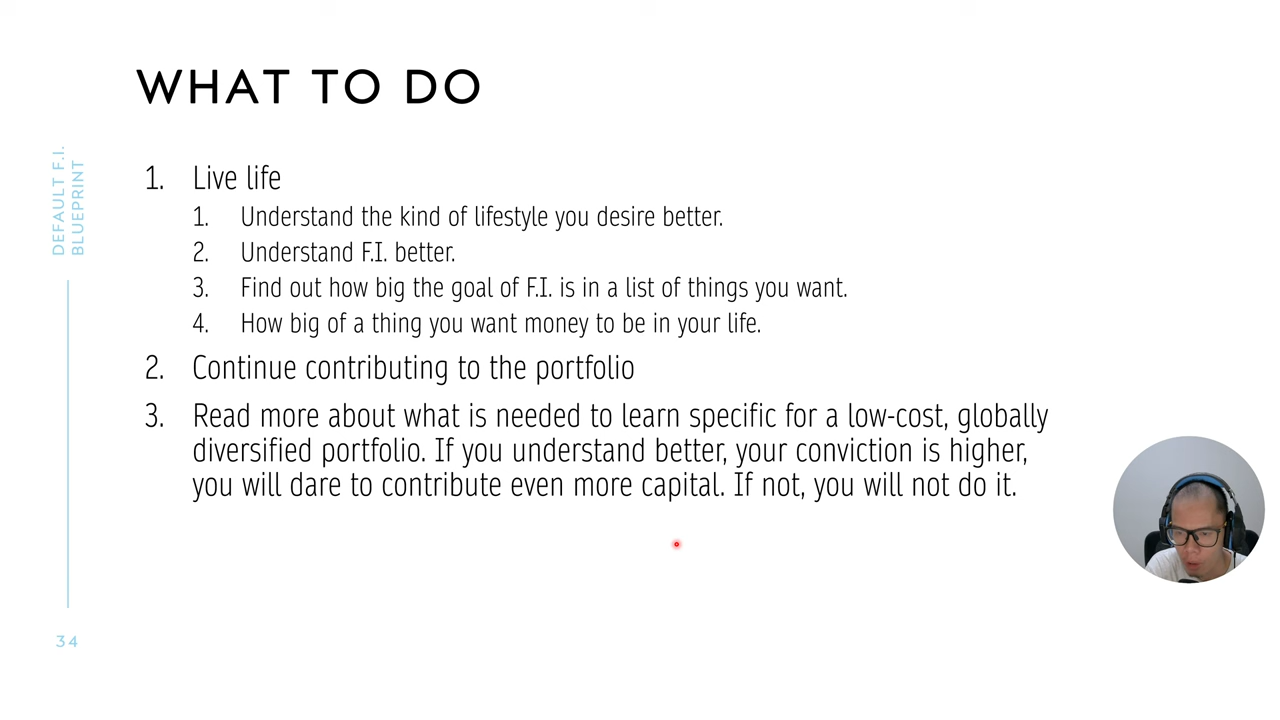 WHAT TO DO
DEFAULT F.I.
BLUEPRINT
1. Live life
1. Understand the kind of lifestyle you desire better.
2. Understand F.I. better.
3. Find out how big the goal of F.I. is in a list of things you want.
4. How big of a thing you want money to be in your life.
2. Continue contributing to the portfolio
3. Read more about what is needed to learn specific for a low-cost, globally
diversified portfolio. If you understand better, your conviction is higher,
you will dare to contribute even more capital. If not, you will not do it.
34